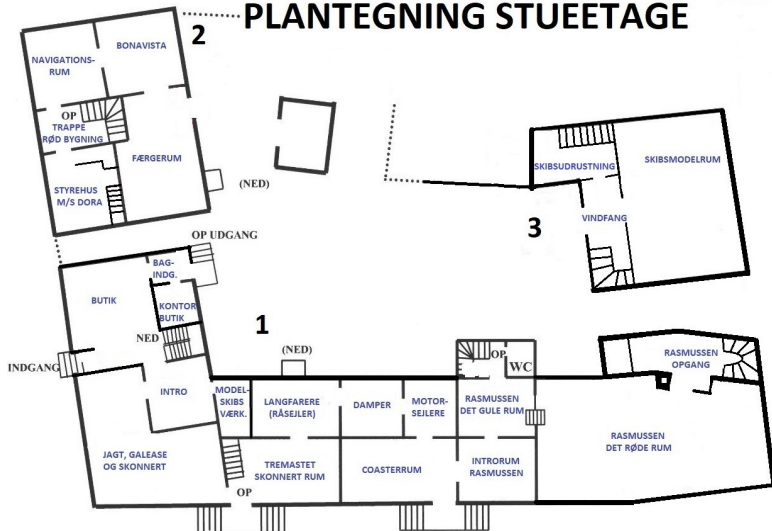 PLANTEGNING STUEETAGE
2
BONAVISTA
NAVIGATIONS-
RUM
OP
TRAPPE
RØD BYGNING
FÆRGERUM
STYREHUS
M/S DORA
(NED)
SKIBSUDRUSTNING
SKIBSMODELRUM
VINDFANG
3
OP UDGANG
BAG-
INDG.
BUTIK
KONTOR
BUTIK
NED
1
INDGANG
(NED)
INTRO
MODEL-
SKIBS
VÆRK.
LANGFARERE
(RÅSEJLER)
DAMPER
MOTOR-
SEJLERE
OP
WC
RASMUSSEN
DET GULE RUM
RASMUSSEN
OPGANG
RASMUSSEN
DET RØDE RUM
JAGT, GALEASE
OG SKONNERT
TREMASTET
SKONNERT RUM
COASTERRUM
INTRORUM
RASMUSSEN
OP